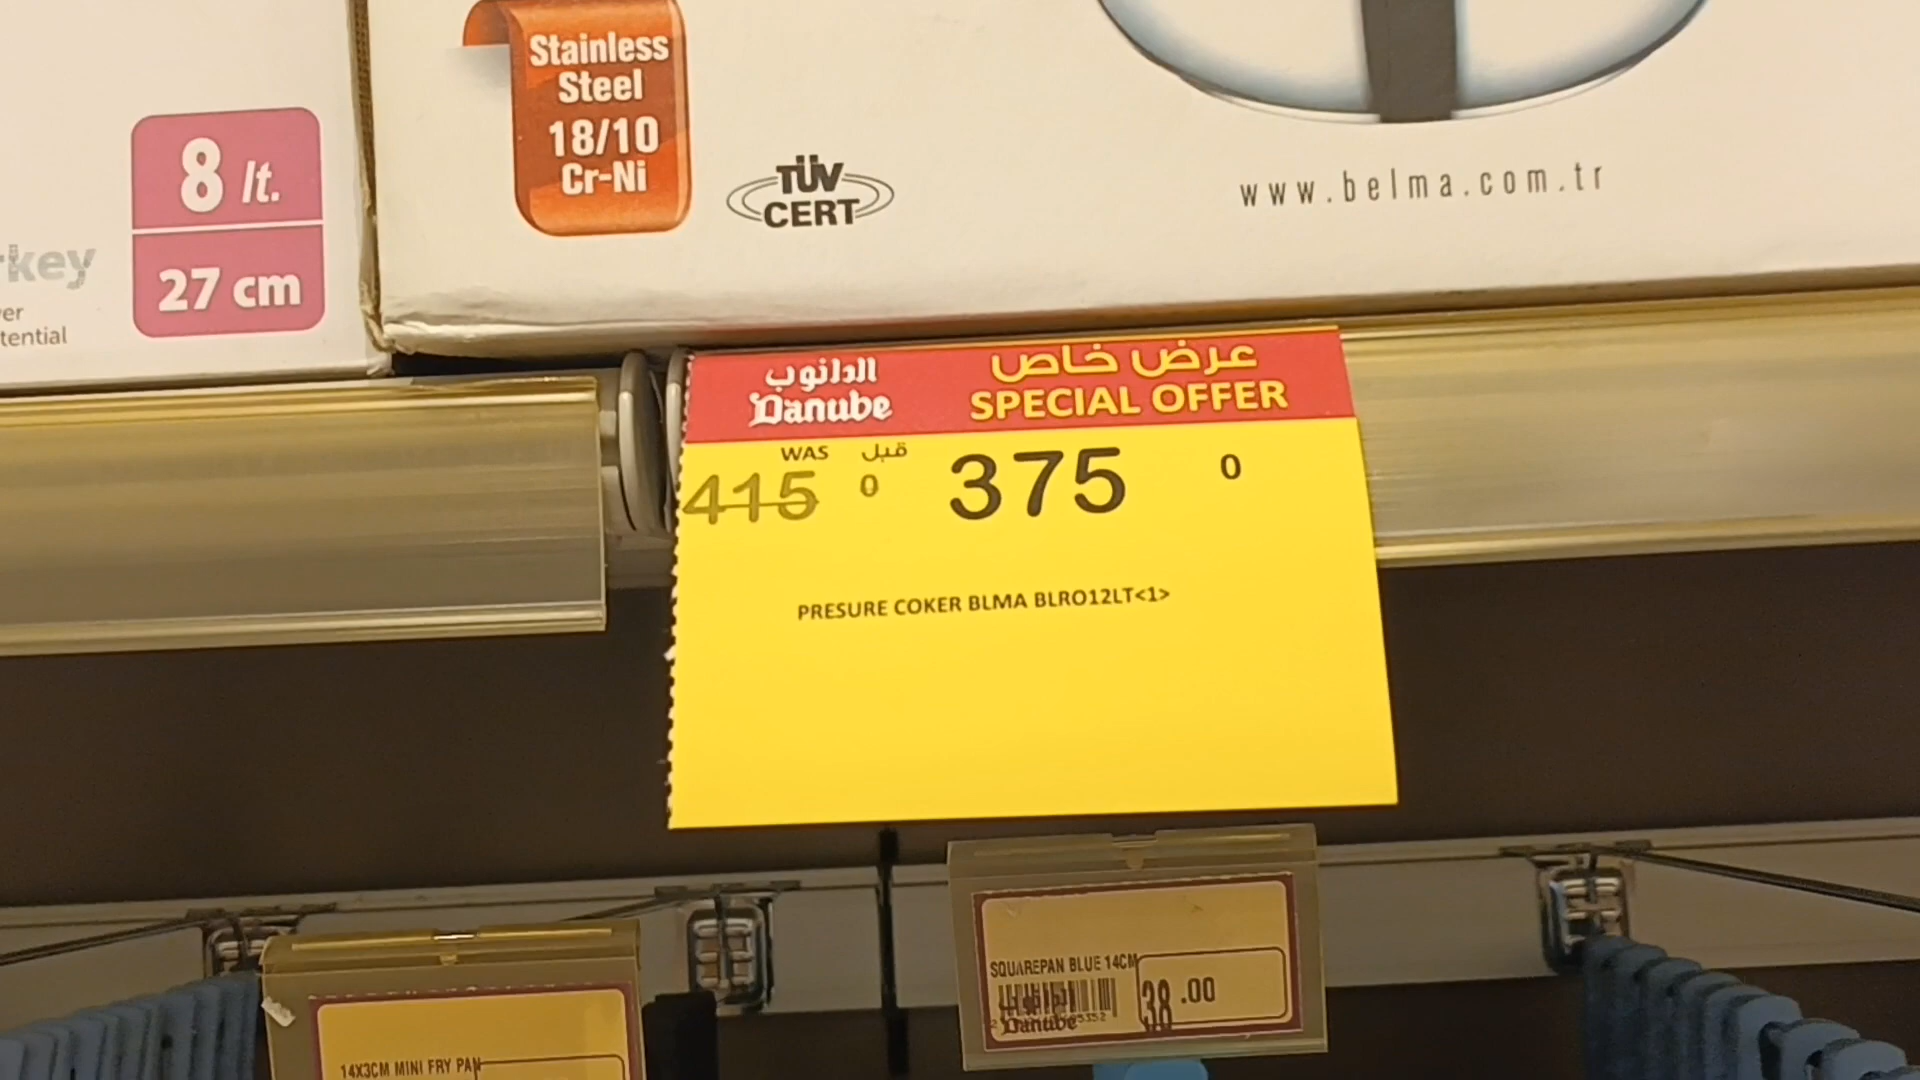 Stainless
Steel
18/10
Cr-Ni
8 lt.
27 cm
key
er
tential
TÜV
CERT
www.belma.com.tr
الدانوب
Danube
عرض خاص
SPECIAL OFFER
WAS قبل
415 0
375 0
PRESURE COKER BLMA BLRO12LT<1>
SQUAREPAN BLUE 14CM
38.00
الدانوب
Danube
14X3CM MINI FRY PAN